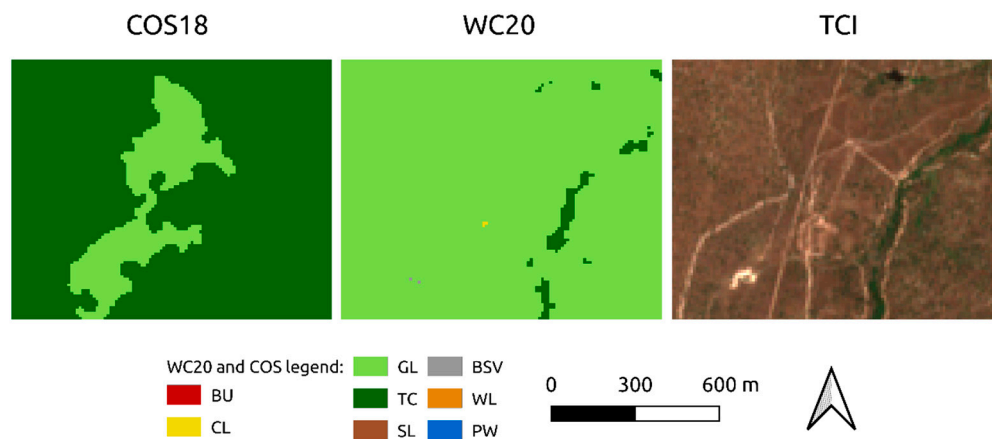 COS18 WC20 TCI
WC20 and COS legend:
BU
CL
GL
TC
SL
BSV
WL
PW
0 300 600 m